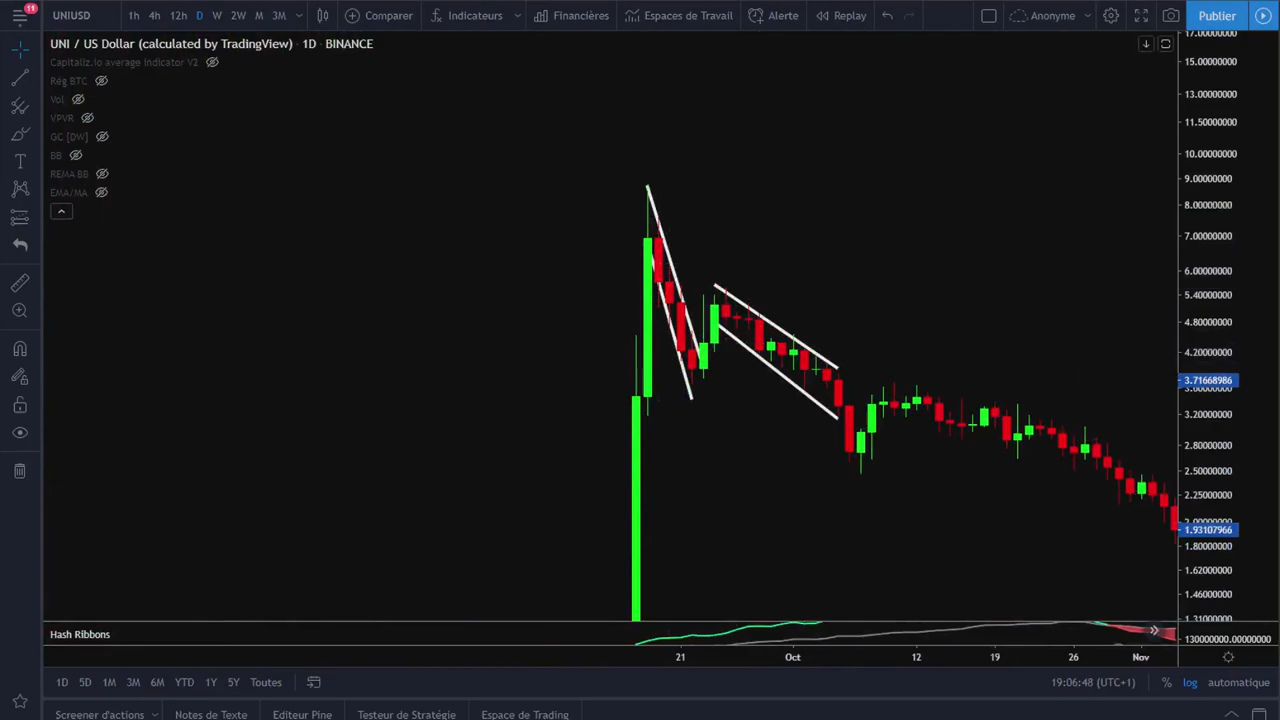 11
UNIUSD 1h 4h 12h D W 2W M 3M Comparer Indicateurs Financières Espaces de Travail Alerte Replay Anonyme Publier
UNI / US Dollar (calculated by TradingView) · 1D · BINANCE
Capitaliz.io average indicator V2
Rég BTC
Vol
VPVR
GC [DW]
BB
REMA BB
EMA/MA
17.00000000
15.00000000
13.00000000
11.50000000
10.00000000
9.00000000
8.00000000
7.00000000
6.00000000
5.40000000
4.80000000
4.20000000
3.71668986
3.60000000
3.20000000
2.80000000
2.50000000
2.25000000
2.00000000
1.93107966
1.80000000
1.62000000
1.46000000
1.31000000
Hash Ribbons
130000000.00000000
21 Oct 12 19 26 Nov
1D 5D 1M 3M 6M YTD 1Y 5Y Toutes 19:06:48 (UTC+1) % log automatique
Screener d'actions Notes de Texte Editeur Pine Testeur de Stratégie Espace de Trading